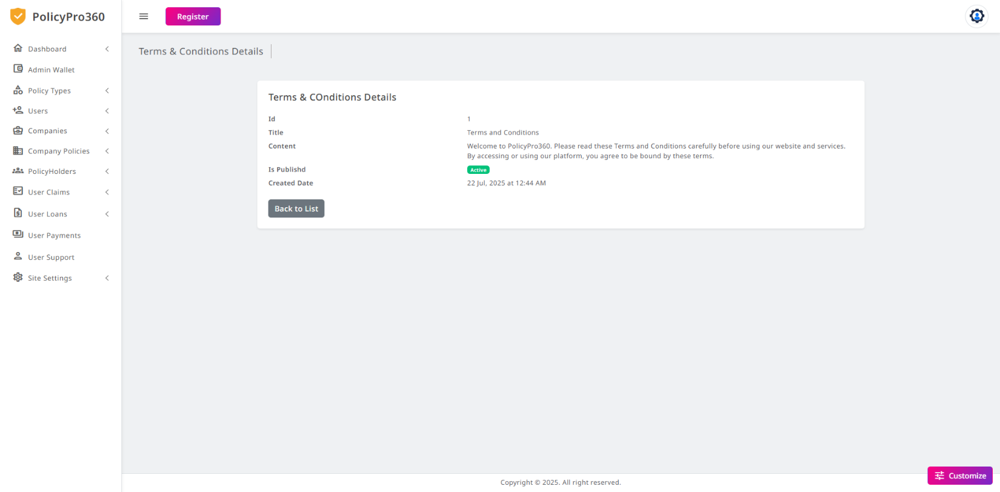 PolicyPro360
Register
Dashboard
Admin Wallet
Policy Types
Users
Companies
Company Policies
PolicyHolders
User Claims
User Loans
User Payments
User Support
Site Settings
Terms & Conditions Details
Terms & COnditions Details
Id 1
Title Terms and Conditions
Content Welcome to PolicyPro360. Please read these Terms and Conditions carefully before using our website and services.
By accessing or using our platform, you agree to be bound by these terms.
Is Publishd Active
Created Date 22 Jul, 2025 at 12:44 AM
Back to List
Customize
Copyright © 2025. All right reserved.